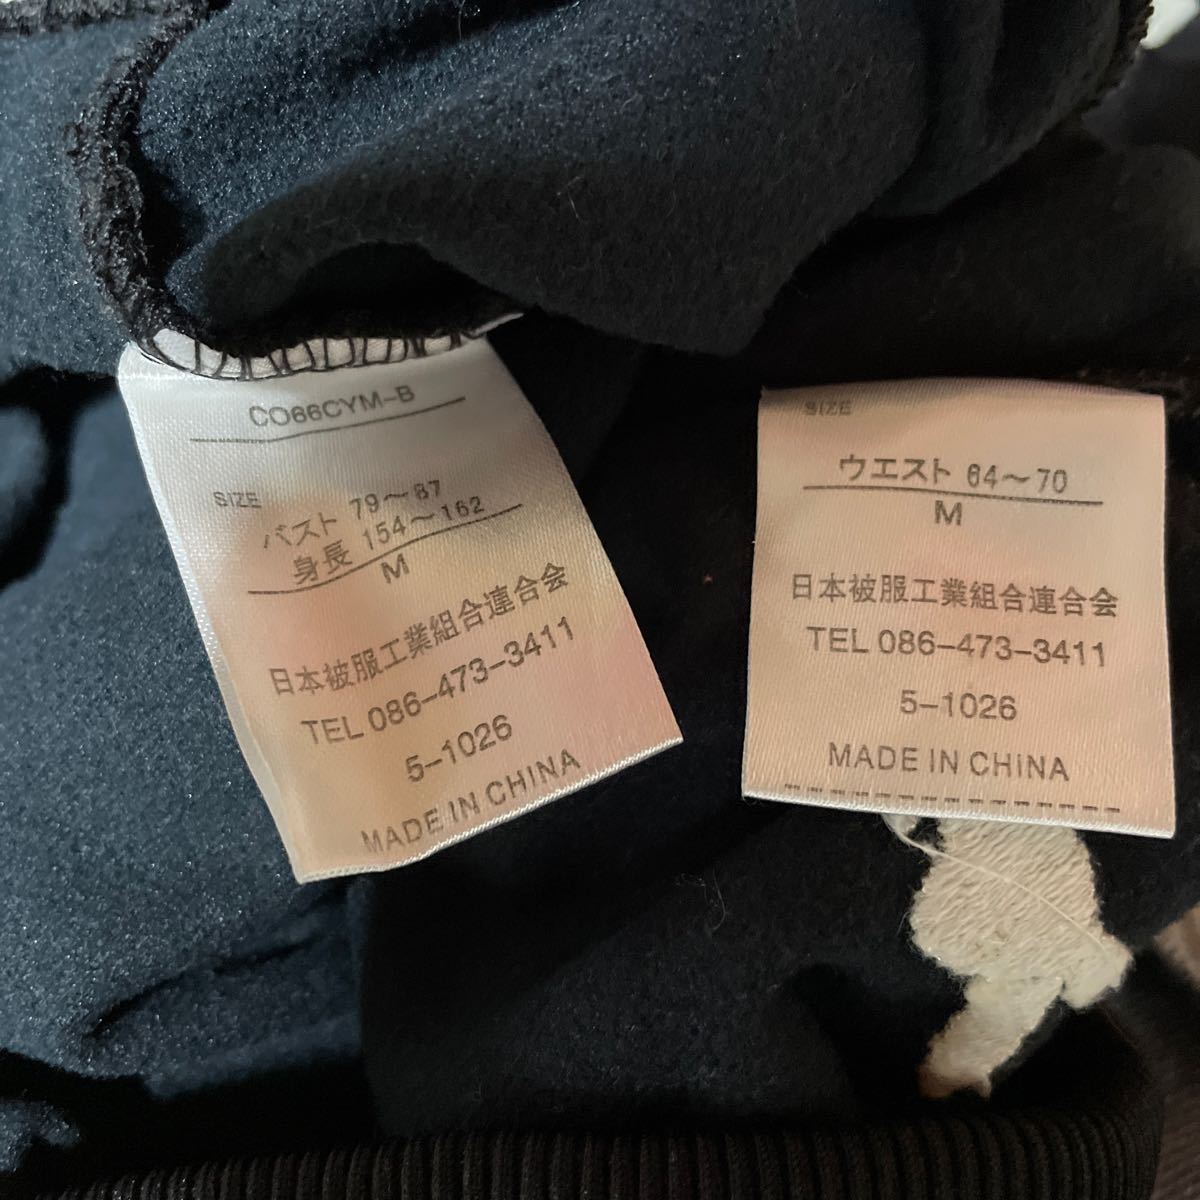 CO66CYM-B
SIZE
バスト 79～87
身長 154～162
M
日本被服工業組合連合会
TEL 086-473-3411
5-1026
MADE IN CHINA
SIZE
ウエスト 64～70
M
日本被服工業組合連合会
TEL 086-473-3411
5-1026
MADE IN CHINA